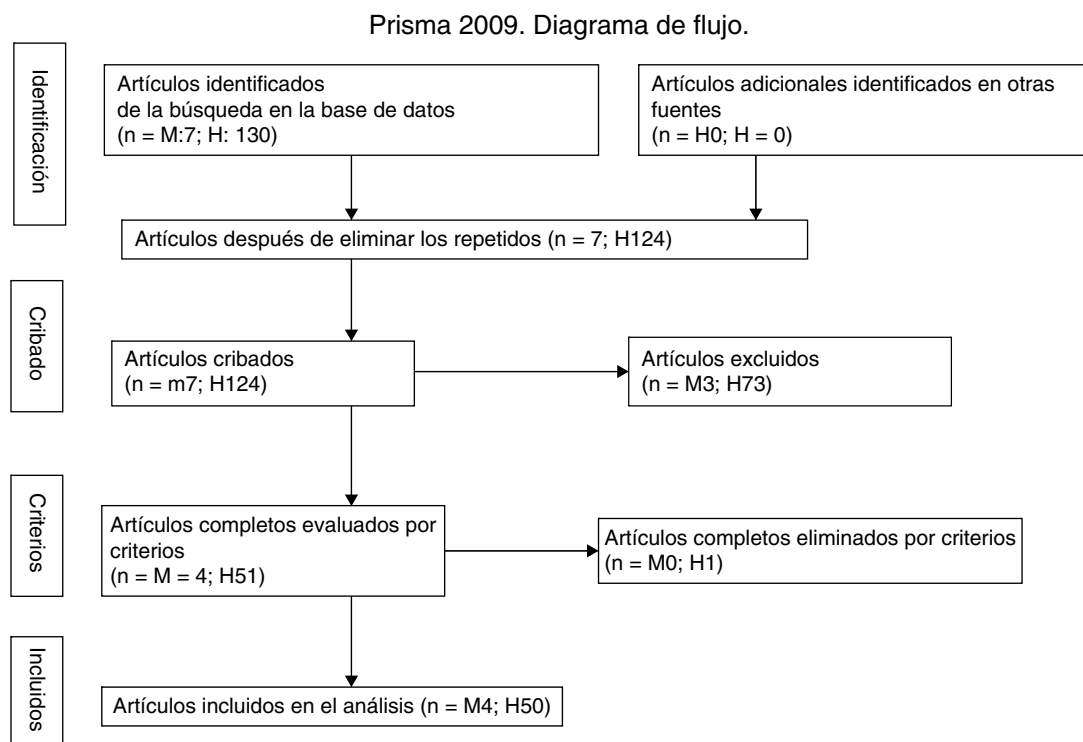 Prisma 2009. Diagrama de flujo.
Identificación
Artículos identificados
de la búsqueda en la base de datos
(n = M:7; H: 130)
Artículos adicionales identificados en otras
fuentes
(n = H0; H = 0)
Artículos después de eliminar los repetidos (n = 7; H124)
Cribado
Artículos cribados
(n = m7; H124)
Artículos excluidos
(n = M3; H73)
Criterios
Artículos completos evaluados por
criterios
(n = M = 4; H51)
Artículos completos eliminados por criterios
(n = M0; H1)
Incluidos
Artículos incluidos en el análisis (n = M4; H50)